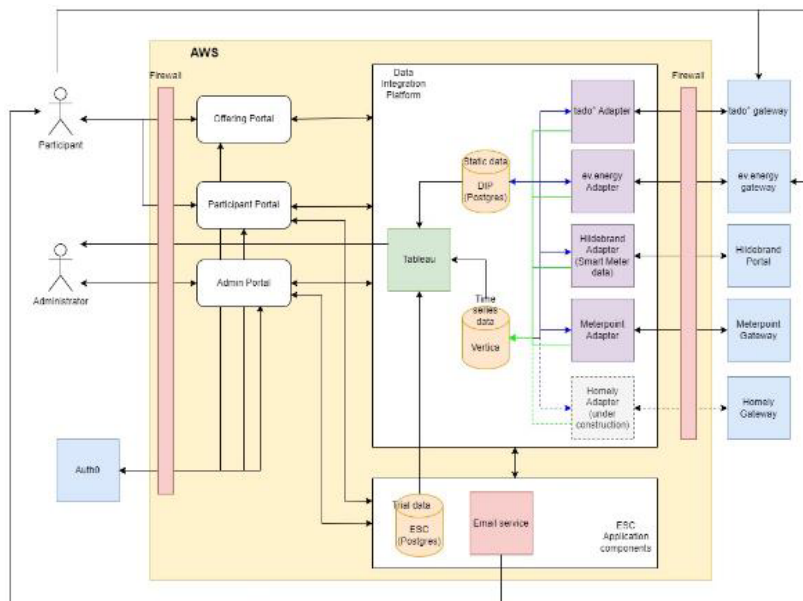 AWS
Firewall
Data
Integration
Platform
Firewall
Offering Portal
tado° Adapter
tado° gateway
Participant
Static data
DIP
(Postgres)
ev.energy
Adapter
ev.energy
gateway
Participant Portal
Tableau
Hildebrand
Adapter
(Smart Meter
data)
Hildebrand
Portal
Administrator
Admin Portal
Time
series
data
Vertica
Meterpoint
Adapter
Meterpoint
Gateway
Homely
Adapter
(under
construction)
Homely
Gateway
Auth0
Trial data
ESC
(Postgres)
Email service
ESC
Application
components